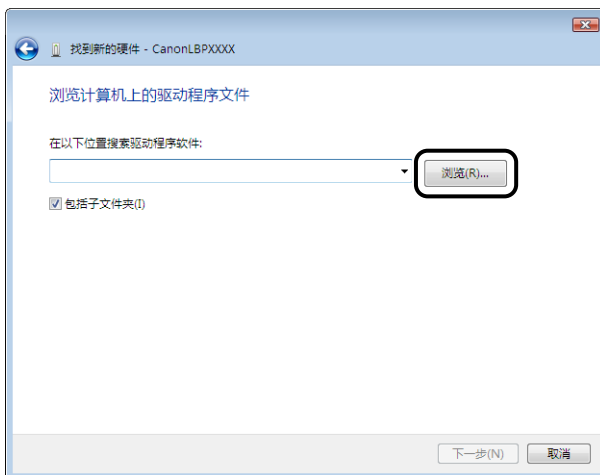 找到新的硬件 - CanonLBPXXXX
浏览计算机上的驱动程序文件
在以下位置搜索驱动程序软件:
浏览(R)...
包括子文件夹(I)
下一步(N)
取消